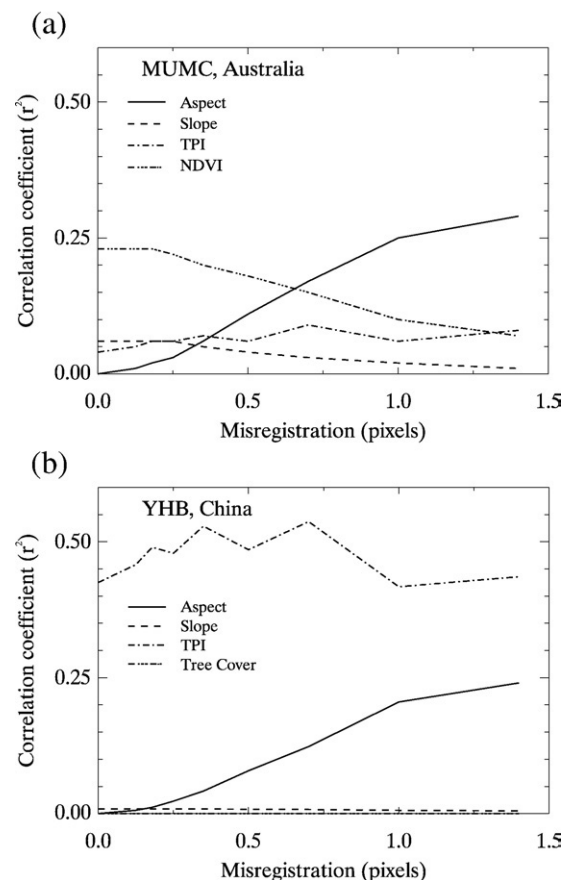 (a)
MUMC, Australia
Aspect
Slope
TPI
NDVI
Correlation coefficient (r²)
0.50
0.25
0.00
0.0 0.5 1.0 1.5
Misregistration (pixels)
(b)
YHB, China
Aspect
Slope
TPI
Tree Cover
Correlation coefficient (r²)
0.50
0.25
0.00
0.0 0.5 1.0 1.5
Misregistration (pixels)